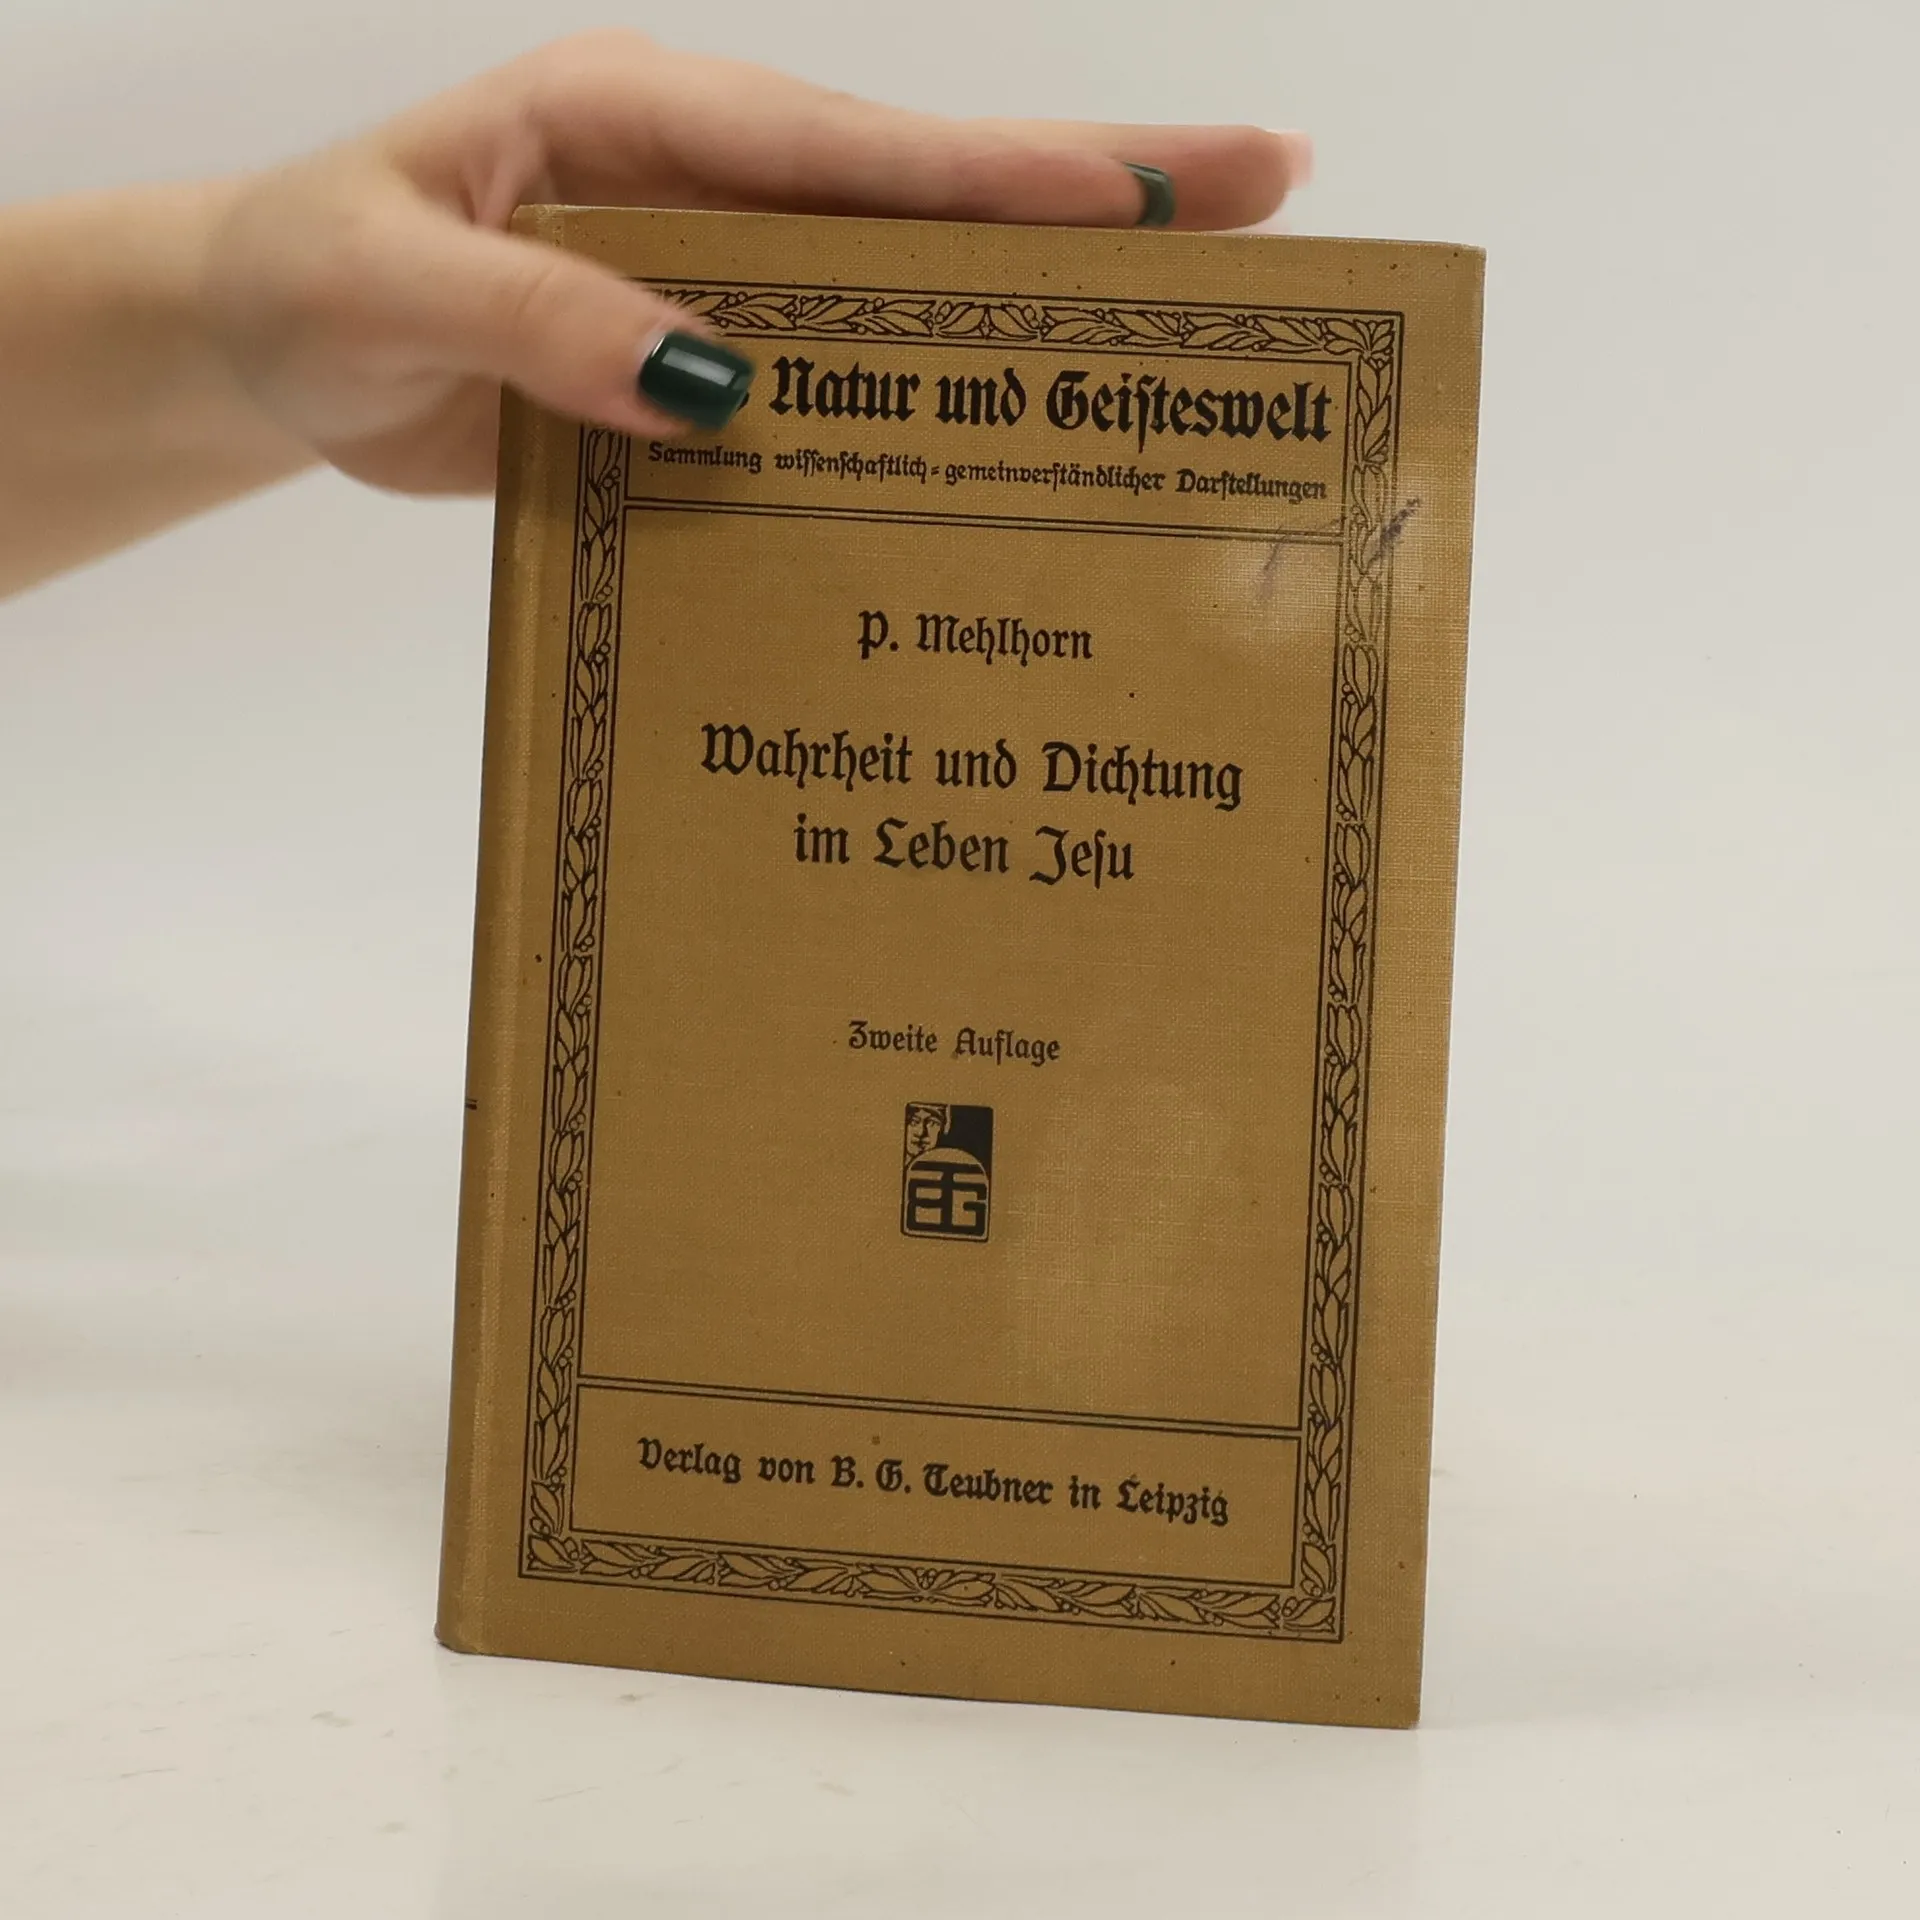 Natur und Geisteswelt
Sammlung wissenschaftlich-gemeinverständlicher Darstellungen
P. Mehlhorn
Wahrheit und Dichtung
im Leben Jesu
Zweite Auflage
BTG
Verlag von B. G. Teubner in Leipzig